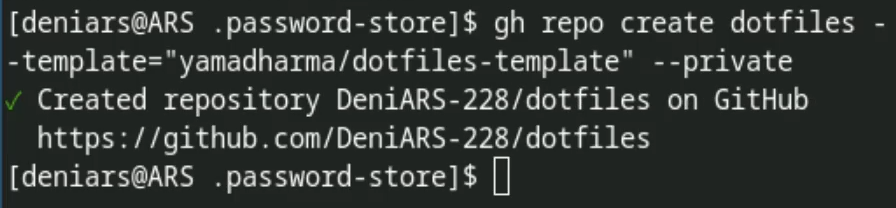 [deniars@ARS .password-store]$ gh repo create dotfiles -
-template="yamadharma/dotfiles-template" --private
✓ Created repository DeniARS-228/dotfiles on GitHub
https://github.com/DeniARS-228/dotfiles
[deniars@ARS .password-store]$